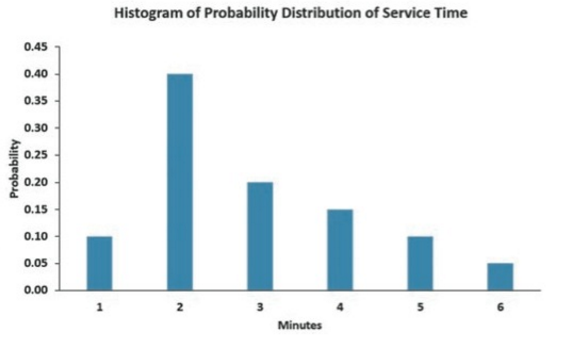 Histogram of Probability Distribution of Service Time
0.45
0.40
0.35
0.30
0.25
0.20
0.15
0.10
0.05
0.00
Probability
1 2 3 4 5 6
Minutes